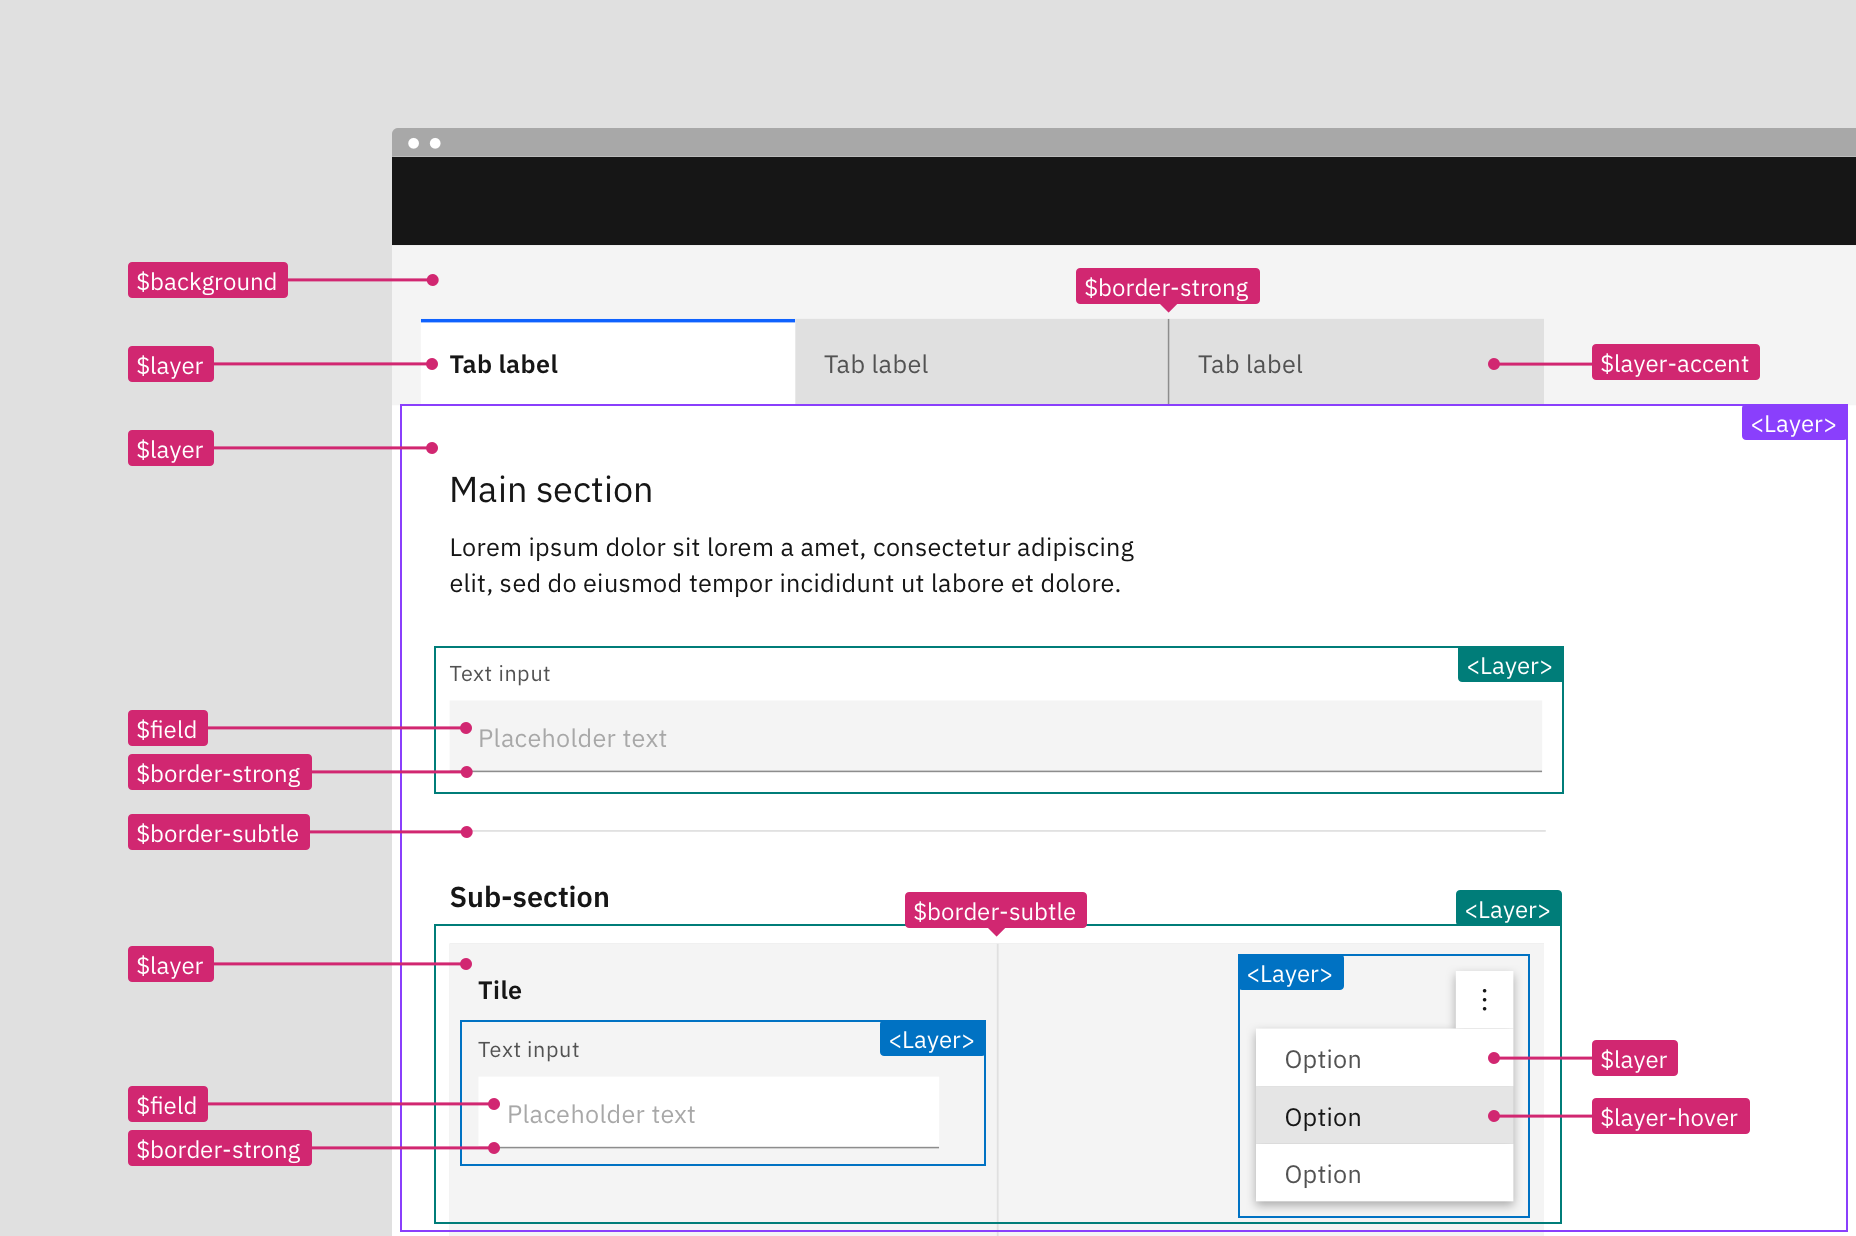 $background
$border-strong
$layer
Tab label
Tab label
Tab label
$layer-accent
<Layer>
$layer
Main section
Lorem ipsum dolor sit lorem a amet, consectetur adipiscing
elit, sed do eiusmod tempor incididunt ut labore et dolore.
<Layer>
Text input
$field
Placeholder text
$border-strong
$border-subtle
Sub-section
$border-subtle
<Layer>
$layer
Tile
<Layer>
Text input
<Layer>
$field
Placeholder text
$border-strong
Option
$layer
Option
$layer-hover
Option